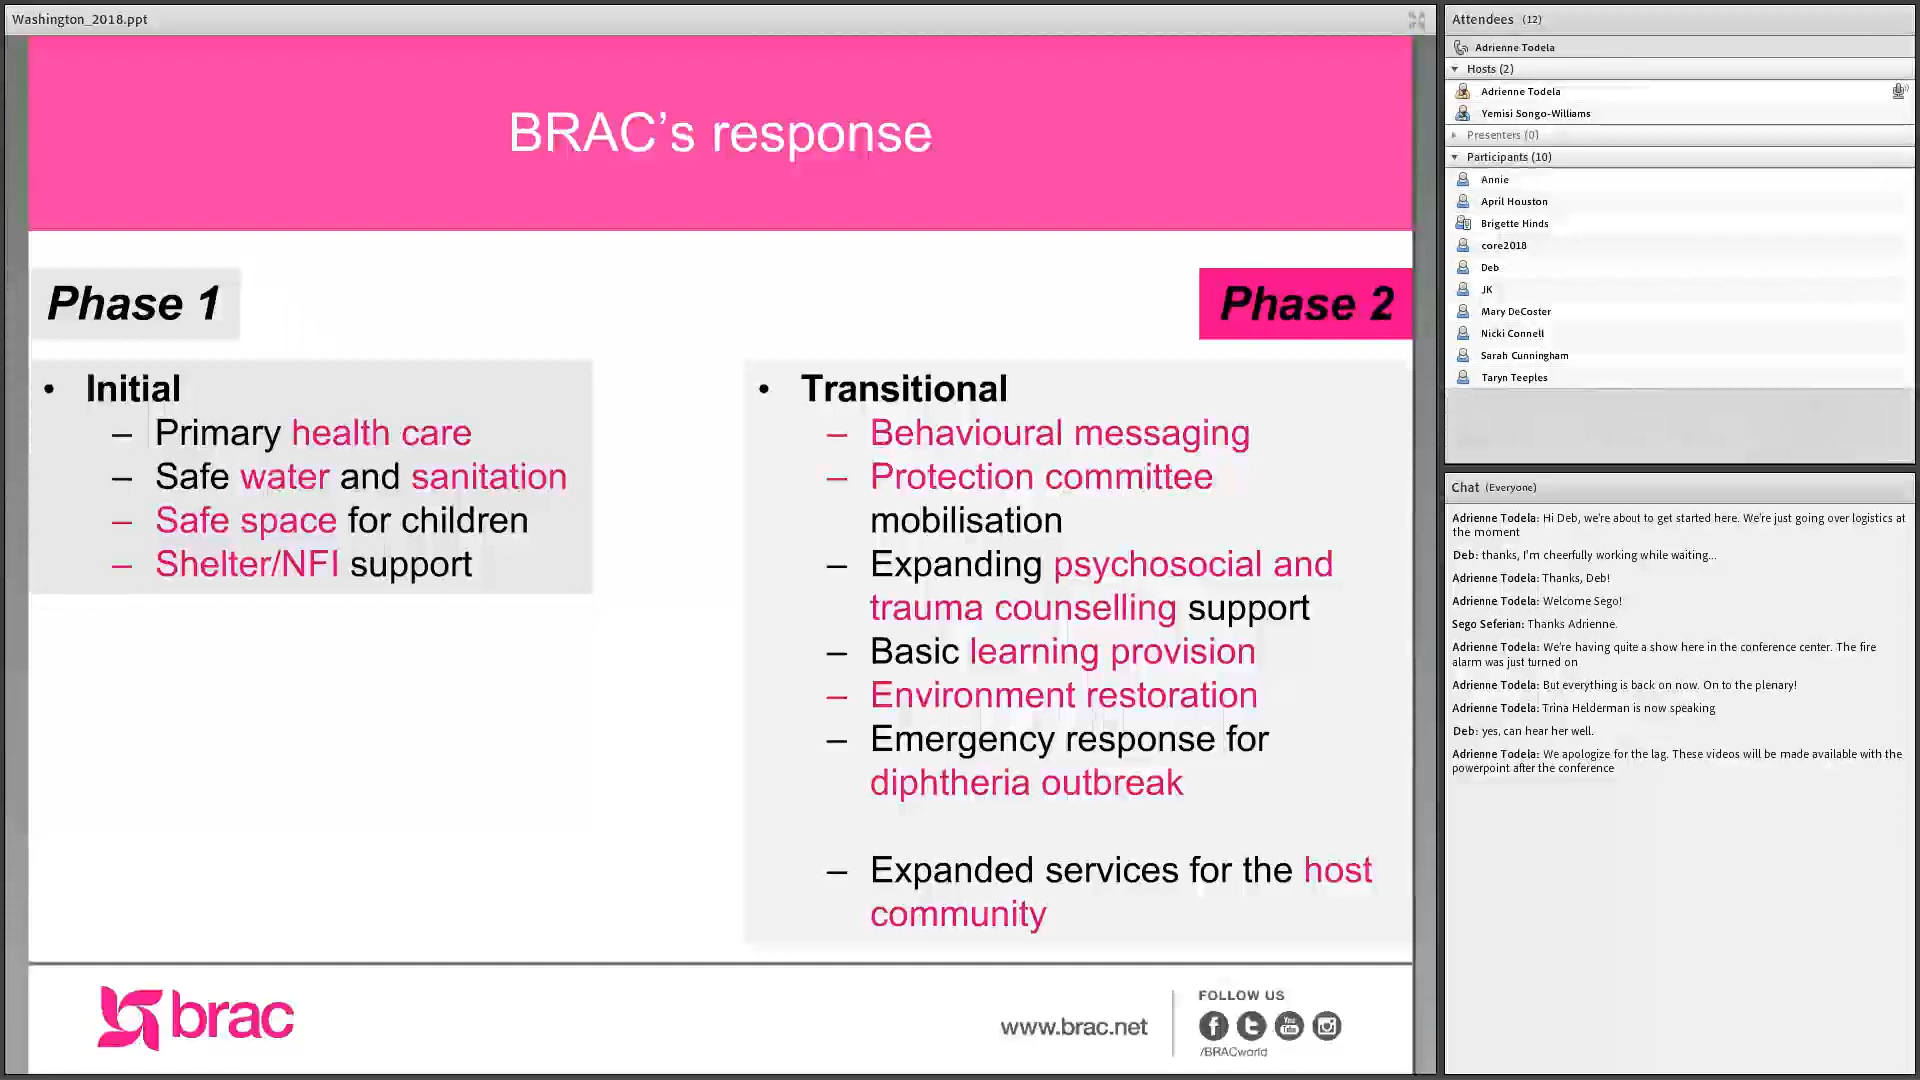 Washington_2018.ppt
BRAC’s response
Phase 1
Phase 2
• Initial
– Primary health care
– Safe water and sanitation
– Safe space for children
– Shelter/NFI support
• Transitional
– Behavioural messaging
– Protection committee
mobilisation
– Expanding psychosocial and
trauma counselling support
– Basic learning provision
– Environment restoration
– Emergency response for
diphtheria outbreak
– Expanded services for the host
community
brac
www.brac.net
FOLLOW US
You
Tube
/BRACworld
Attendees (12)
Adrienne Todela
Hosts (2)
Adrienne Todela
Yemisi Songo-Williams
Presenters (0)
Participants (10)
Annie
April Houston
Brigette Hinds
core2018
Deb
JK
Mary DeCoster
Nicki Connell
Sarah Cunningham
Taryn Teeples
Chat (Everyone)
Adrienne Todela: Hi Deb, we're about to get started here. We're just going over logistics at
the moment
Deb: thanks, I'm cheerfully working while waiting...
Adrienne Todela: Thanks, Deb!
Adrienne Todela: Welcome Sego!
Sego Seferian: Thanks Adrienne.
Adrienne Todela: We're having quite a show here in the conference center. The fire
alarm was just turned on
Adrienne Todela: But everything is back on now. On to the plenary!
Adrienne Todela: Trina Helderman is now speaking
Deb: yes, can hear her well.
Adrienne Todela: We apologize for the lag. These videos will be made available with the
powerpoint after the conference